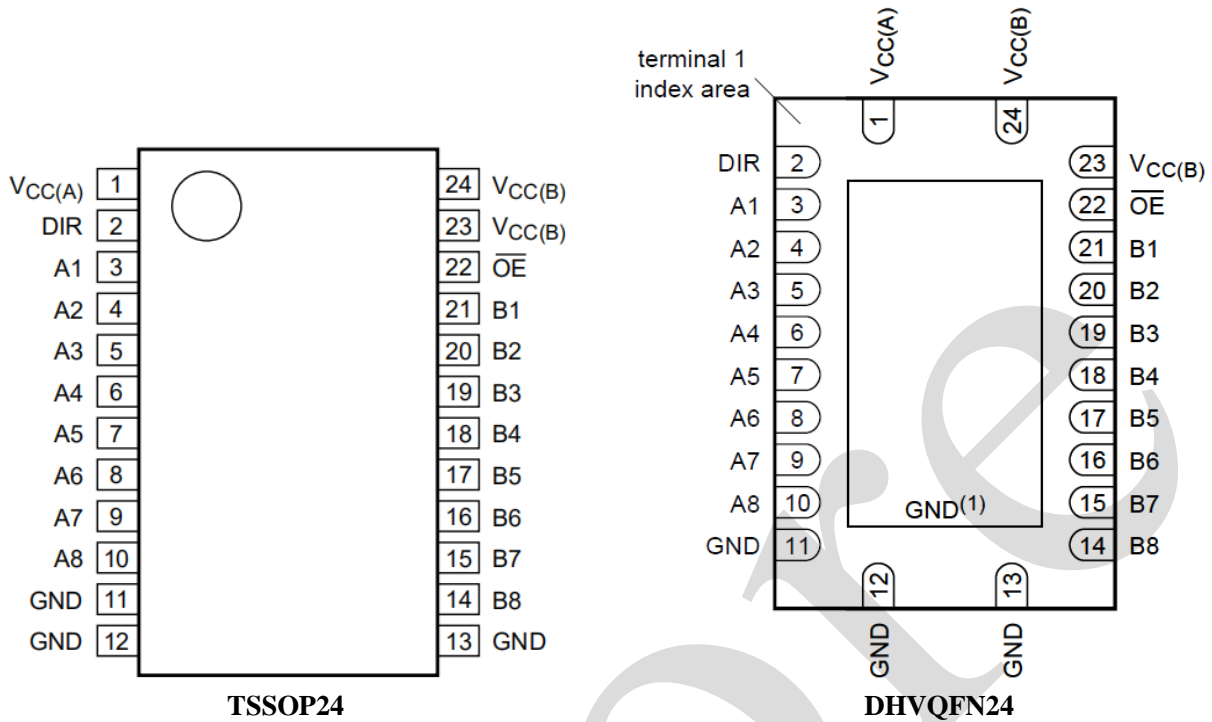 VCC(A) 1
DIR 2
A1 3
A2 4
A3 5
A4 6
A5 7
A6 8
A7 9
A8 10
GND 11
GND 12
24 VCC(B)
23 VCC(B)
22 OE
21 B1
20 B2
19 B3
18 B4
17 B5
16 B6
15 B7
14 B8
13 GND
TSSOP24
terminal 1
index area
VCC(A)
VCC(B)
1
24
DIR 2
A1 3
A2 4
A3 5
A4 6
A5 7
A6 8
A7 9
A8 10
GND 11
23 VCC(B)
22 OE
21 B1
20 B2
19 B3
18 B4
17 B5
16 B6
15 B7
14 B8
GND(1)
12
13
GND
GND
DHVQFN24